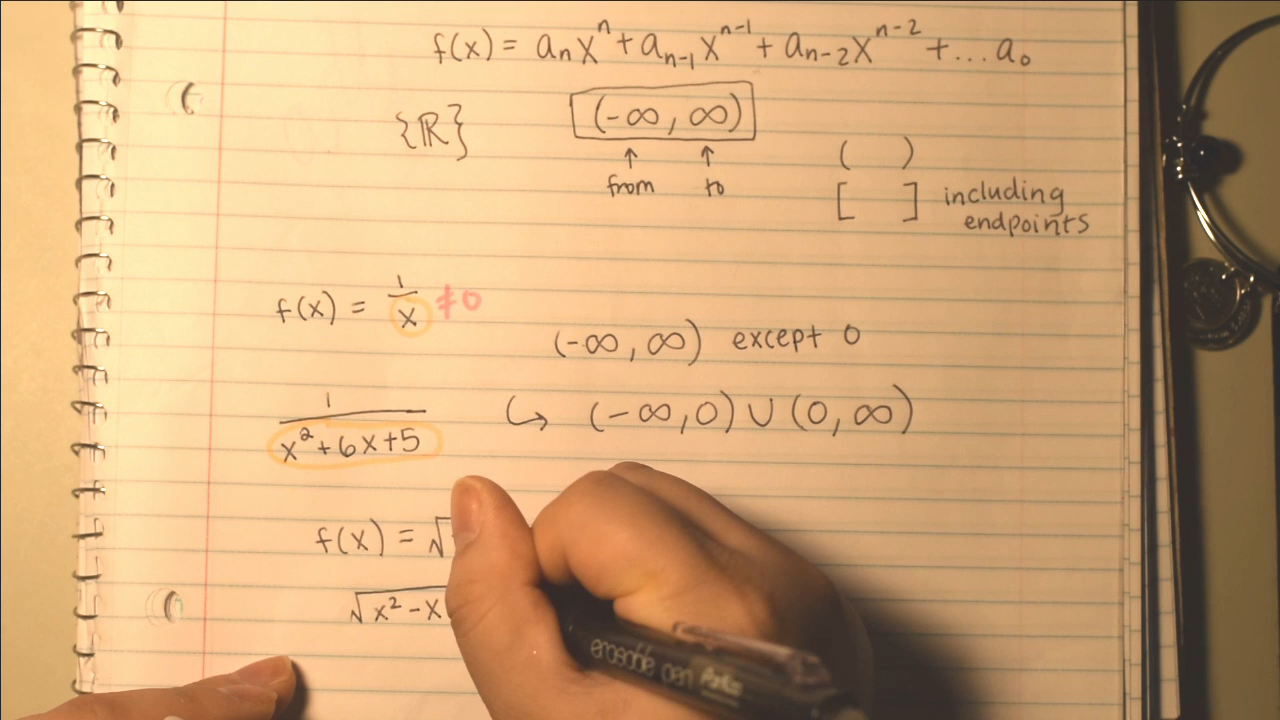 f(x) = aₙxⁿ + aₙ₋₁xⁿ⁻¹ + aₙ₋₂xⁿ⁻² + ... a₀
{ℝ} (-∞, ∞)
↑ ↑ ( )
from to
[ ] including
endpoints
f(x) = 1/x ≠0
(-∞, ∞) except 0
1/(x²+6x+5) ↪ (-∞,0) ∪ (0,∞)
f(x) = √
√x²-x
erasable pen